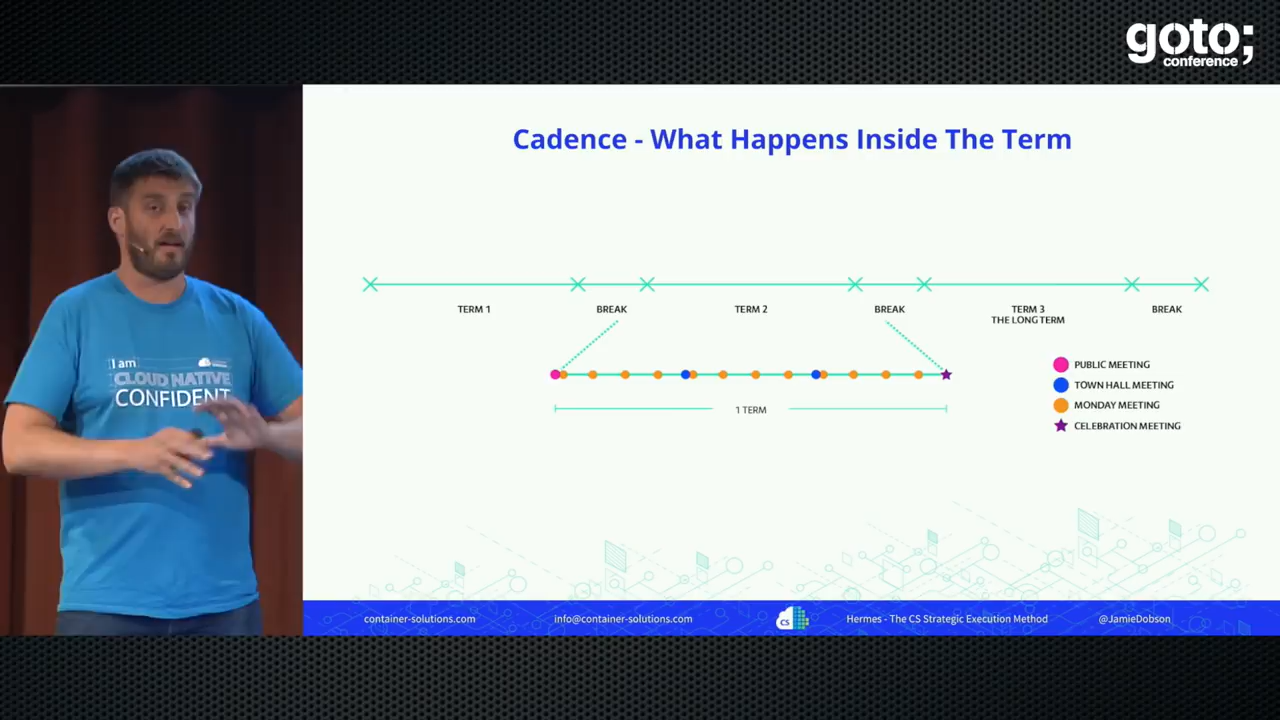 goto;
conference
Cadence - What Happens Inside The Term
TERM 1
BREAK
TERM 2
BREAK
TERM 3
THE LONG TERM
BREAK
PUBLIC MEETING
TOWN HALL MEETING
MONDAY MEETING
CELEBRATION MEETING
1 TERM
I am
CLOUD NATIVE
CONFIDENT
container-solutions.com
info@container-solutions.com
CS
Hermes - The CS Strategic Execution Method
@JamieDobson